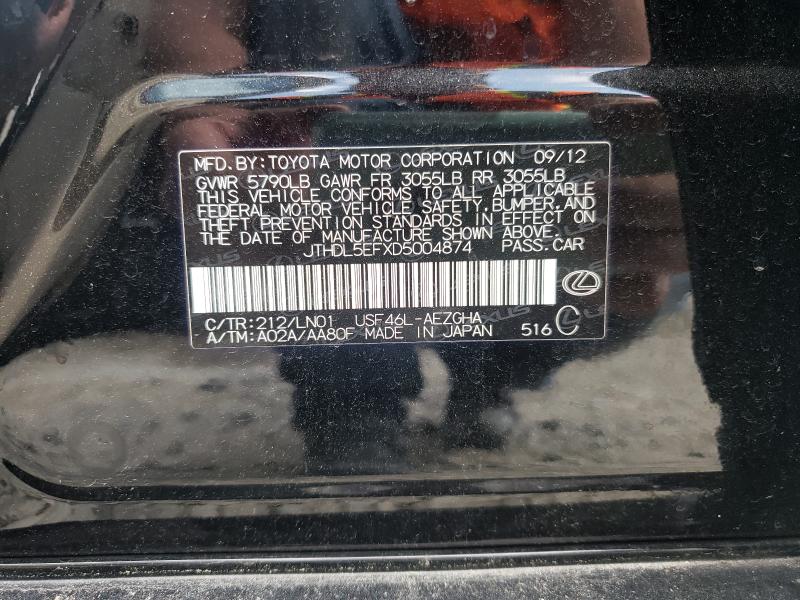 MFD.BY:TOYOTA MOTOR CORPORATION 09/12
GVWR 5790LB GAWR FR 3055LB RR 3055LB
THIS VEHICLE CONFORMS TO ALL APPLICABLE
FEDERAL MOTOR VEHICLE SAFETY,BUMPER,AND
THEFT PREVENTION STANDARDS IN EFFECT ON
THE DATE OF MANUFACTURE SHOWN ABOVE.
JTHDL5EFXD5004874 PASS.CAR
C/TR:212/LN01 USF46L-AEZGHA
A/TM:A02A/AA80F MADE IN JAPAN 516 C